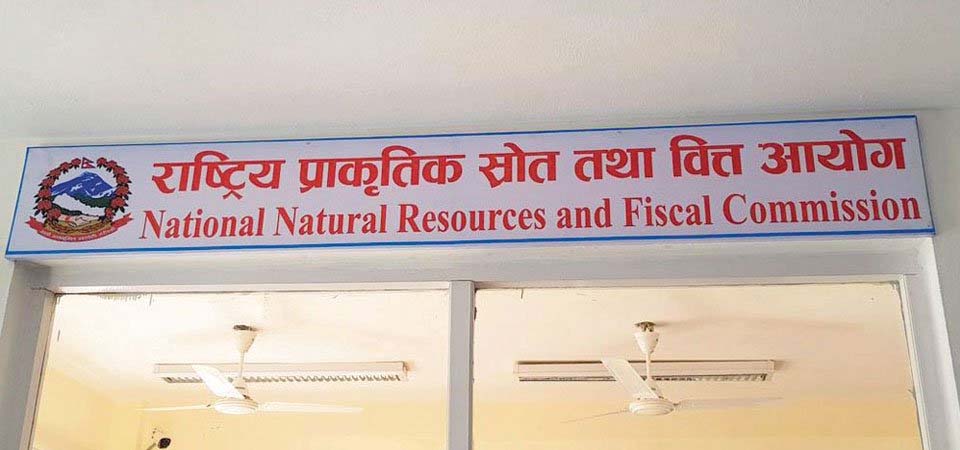 राष्ट्रिय प्राकृतिक स्रोत तथा वित्त आयोग
National Natural Resources and Fiscal Commission